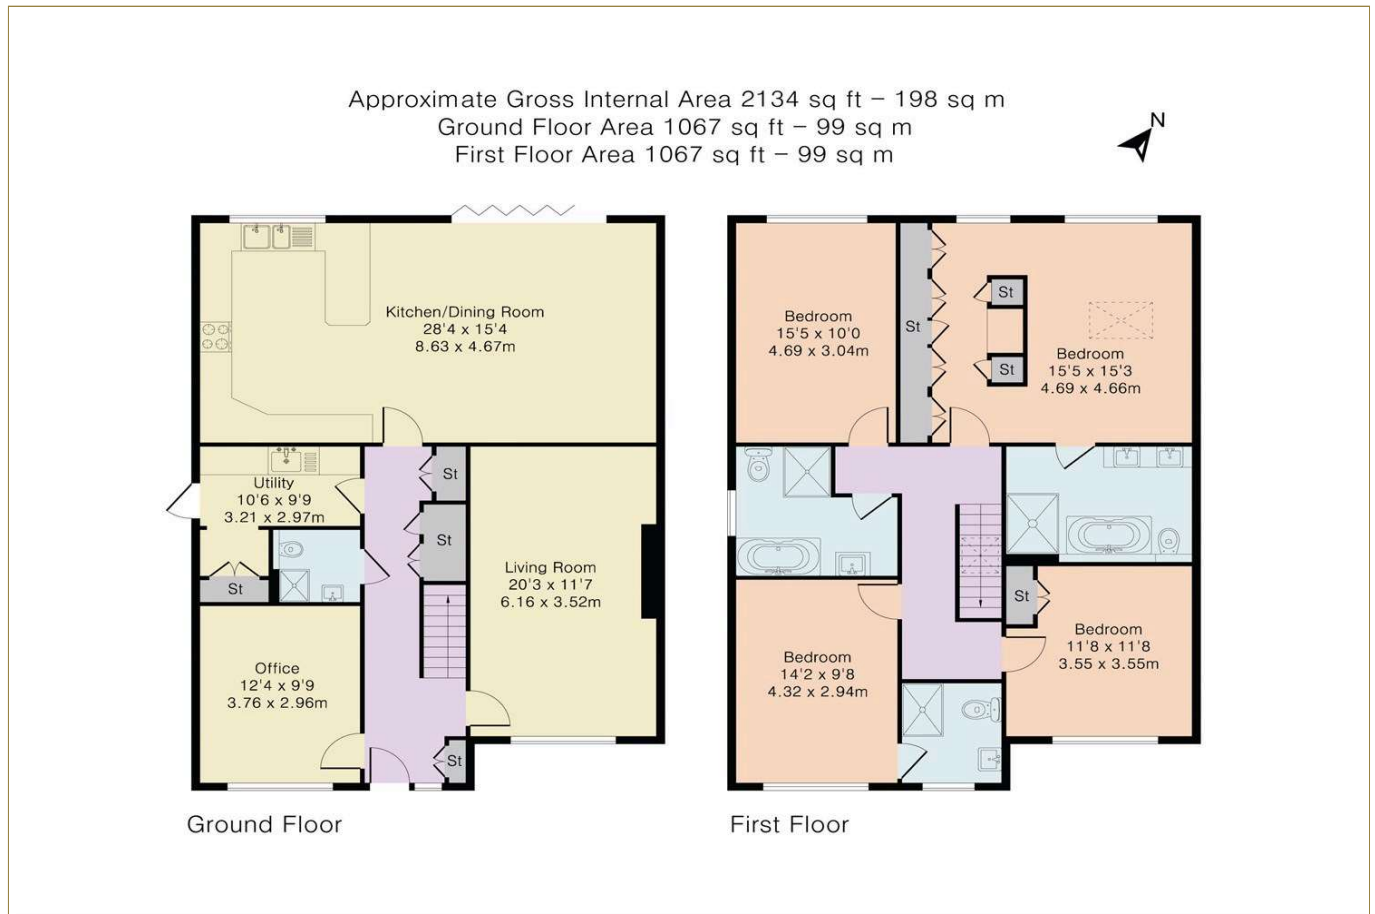 Approximate Gross Internal Area 2134 sq ft – 198 sq m
Ground Floor Area 1067 sq ft – 99 sq m
First Floor Area 1067 sq ft – 99 sq m
N
Kitchen/Dining Room
28'4 x 15'4
8.63 x 4.67m
Utility
10'6 x 9'9
3.21 x 2.97m
St
St
St
Living Room
20'3 x 11'7
6.16 x 3.52m
Office
12'4 x 9'9
3.76 x 2.96m
St
Ground Floor
Bedroom
15'5 x 10'0
4.69 x 3.04m
St
St
St
Bedroom
15'5 x 15'3
4.69 x 4.66m
St
Bedroom
11'8 x 11'8
3.55 x 3.55m
Bedroom
14'2 x 9'8
4.32 x 2.94m
First Floor